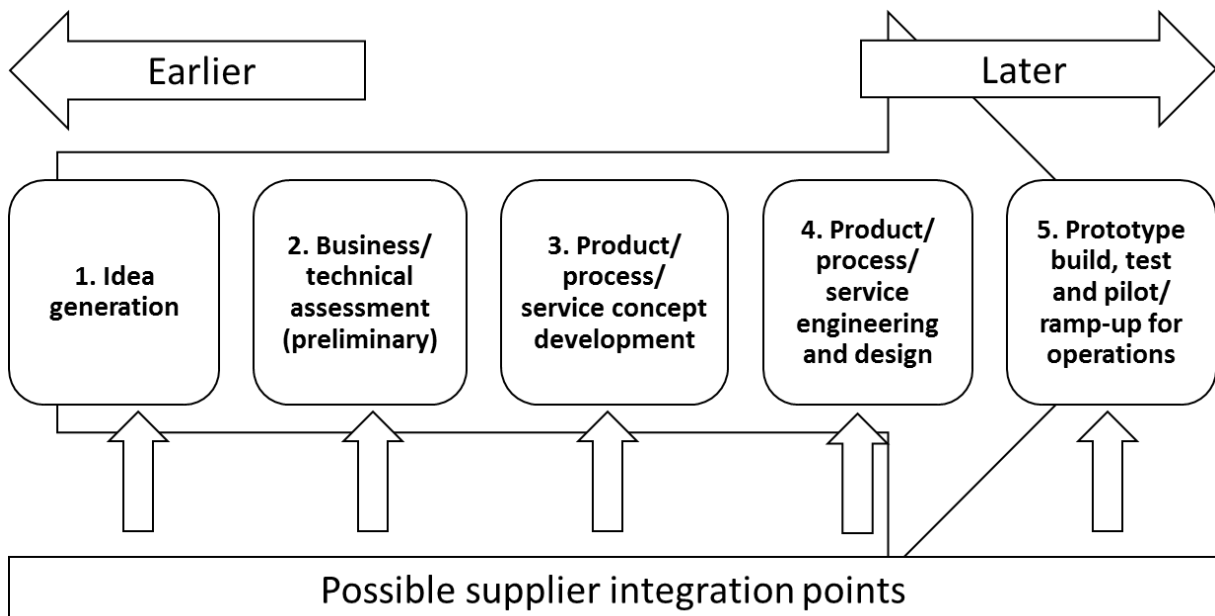 Earlier
Later
1. Idea
generation
2. Business/
technical
assessment
(preliminary)
3. Product/
process/
service concept
development
4. Product/
process/
service
engineering
and design
5. Prototype
build, test
and pilot/
ramp-up for
operations
Possible supplier integration points